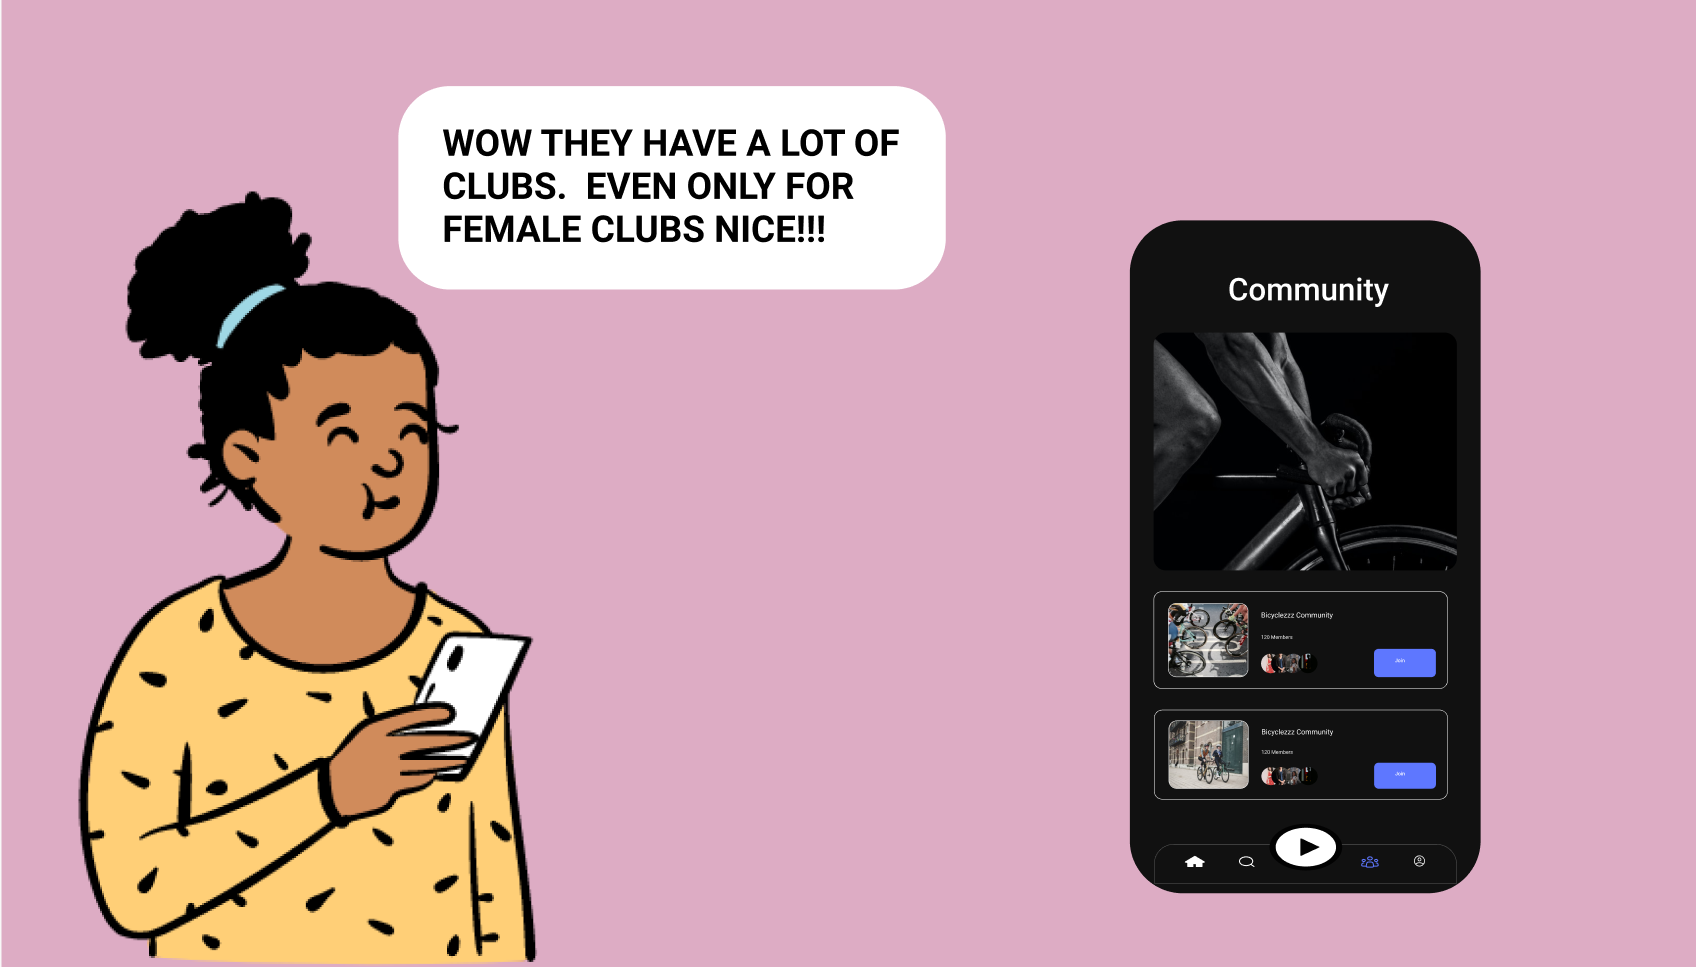 WOW THEY HAVE A LOT OF
CLUBS.  EVEN ONLY FOR
FEMALE CLUBS NICE!!!
Community
Bicyclezzz Community
120 Members
Join
Bicyclezzz Community
120 Members
Join